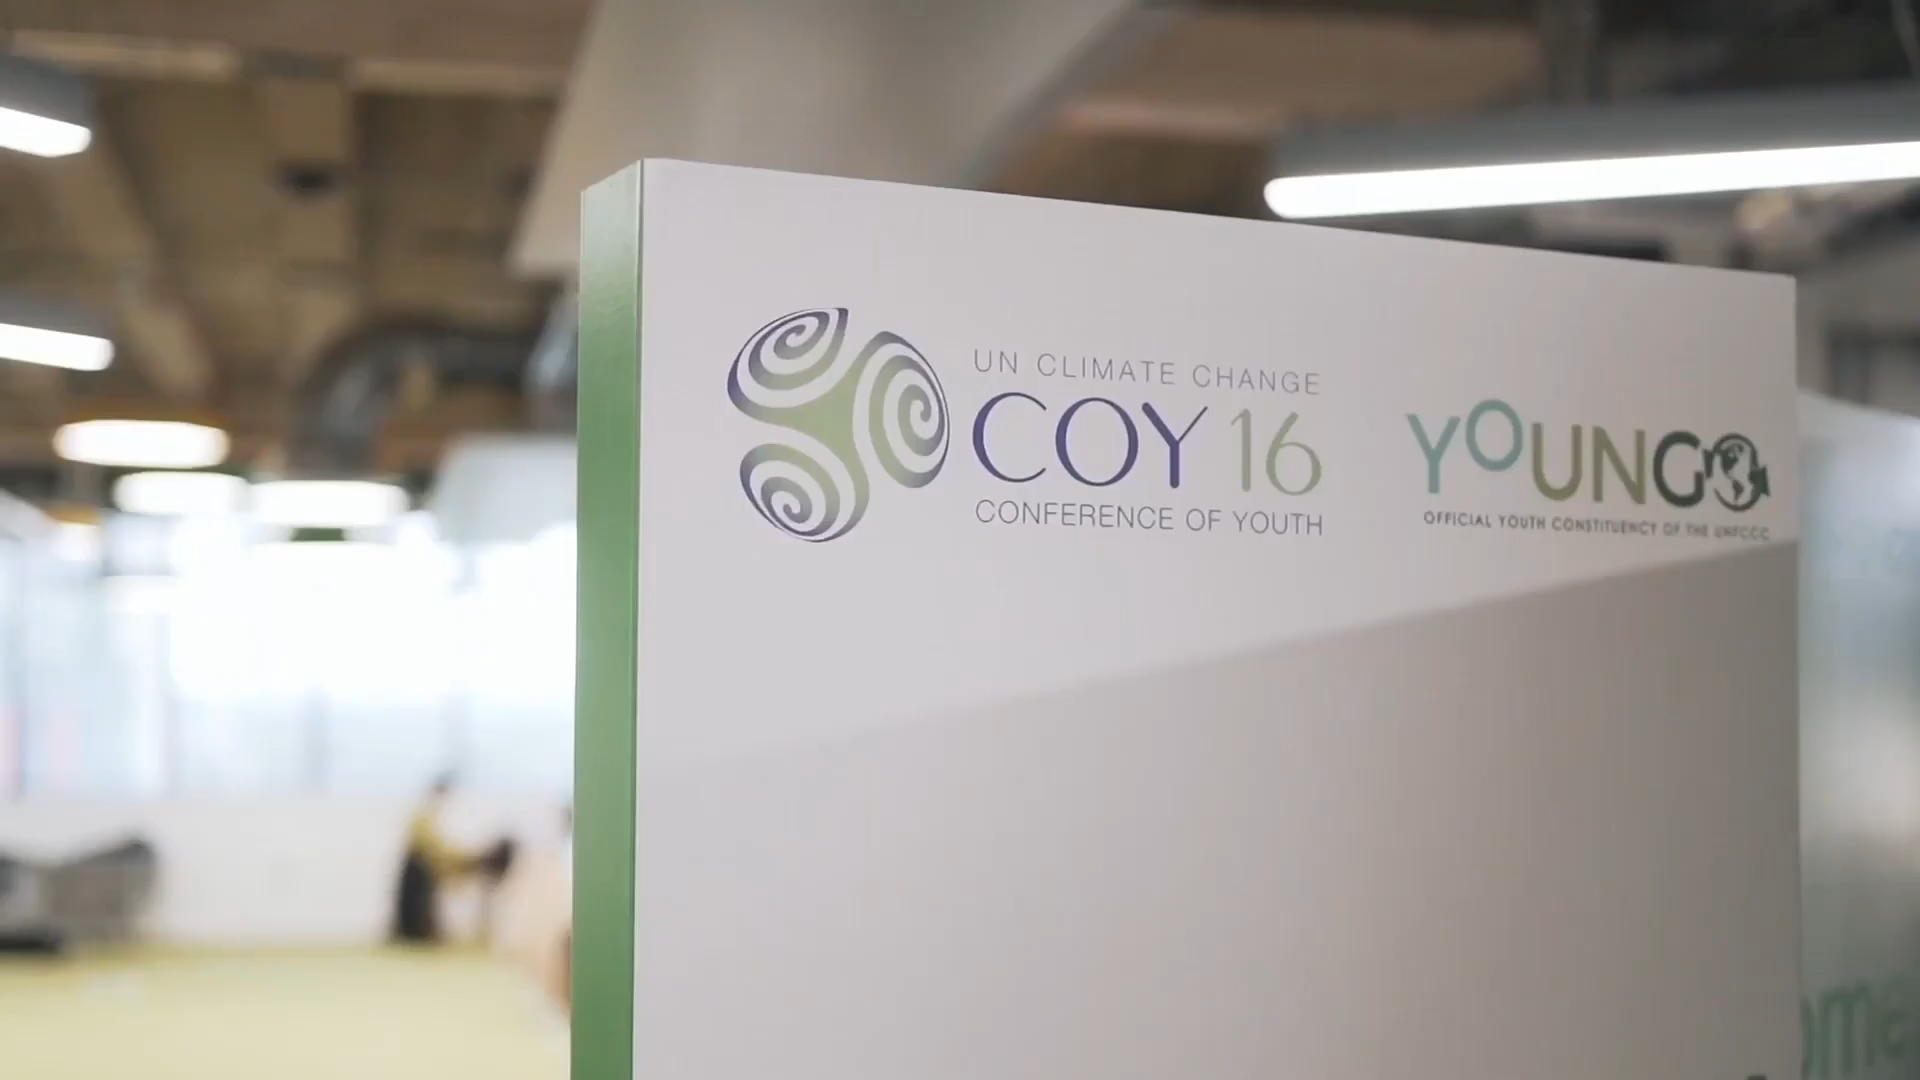 UN CLIMATE CHANGE
COY 16
CONFERENCE OF YOUTH
YOUNGO
OFFICIAL YOUTH CONSTITUENCY OF THE UNFCCC